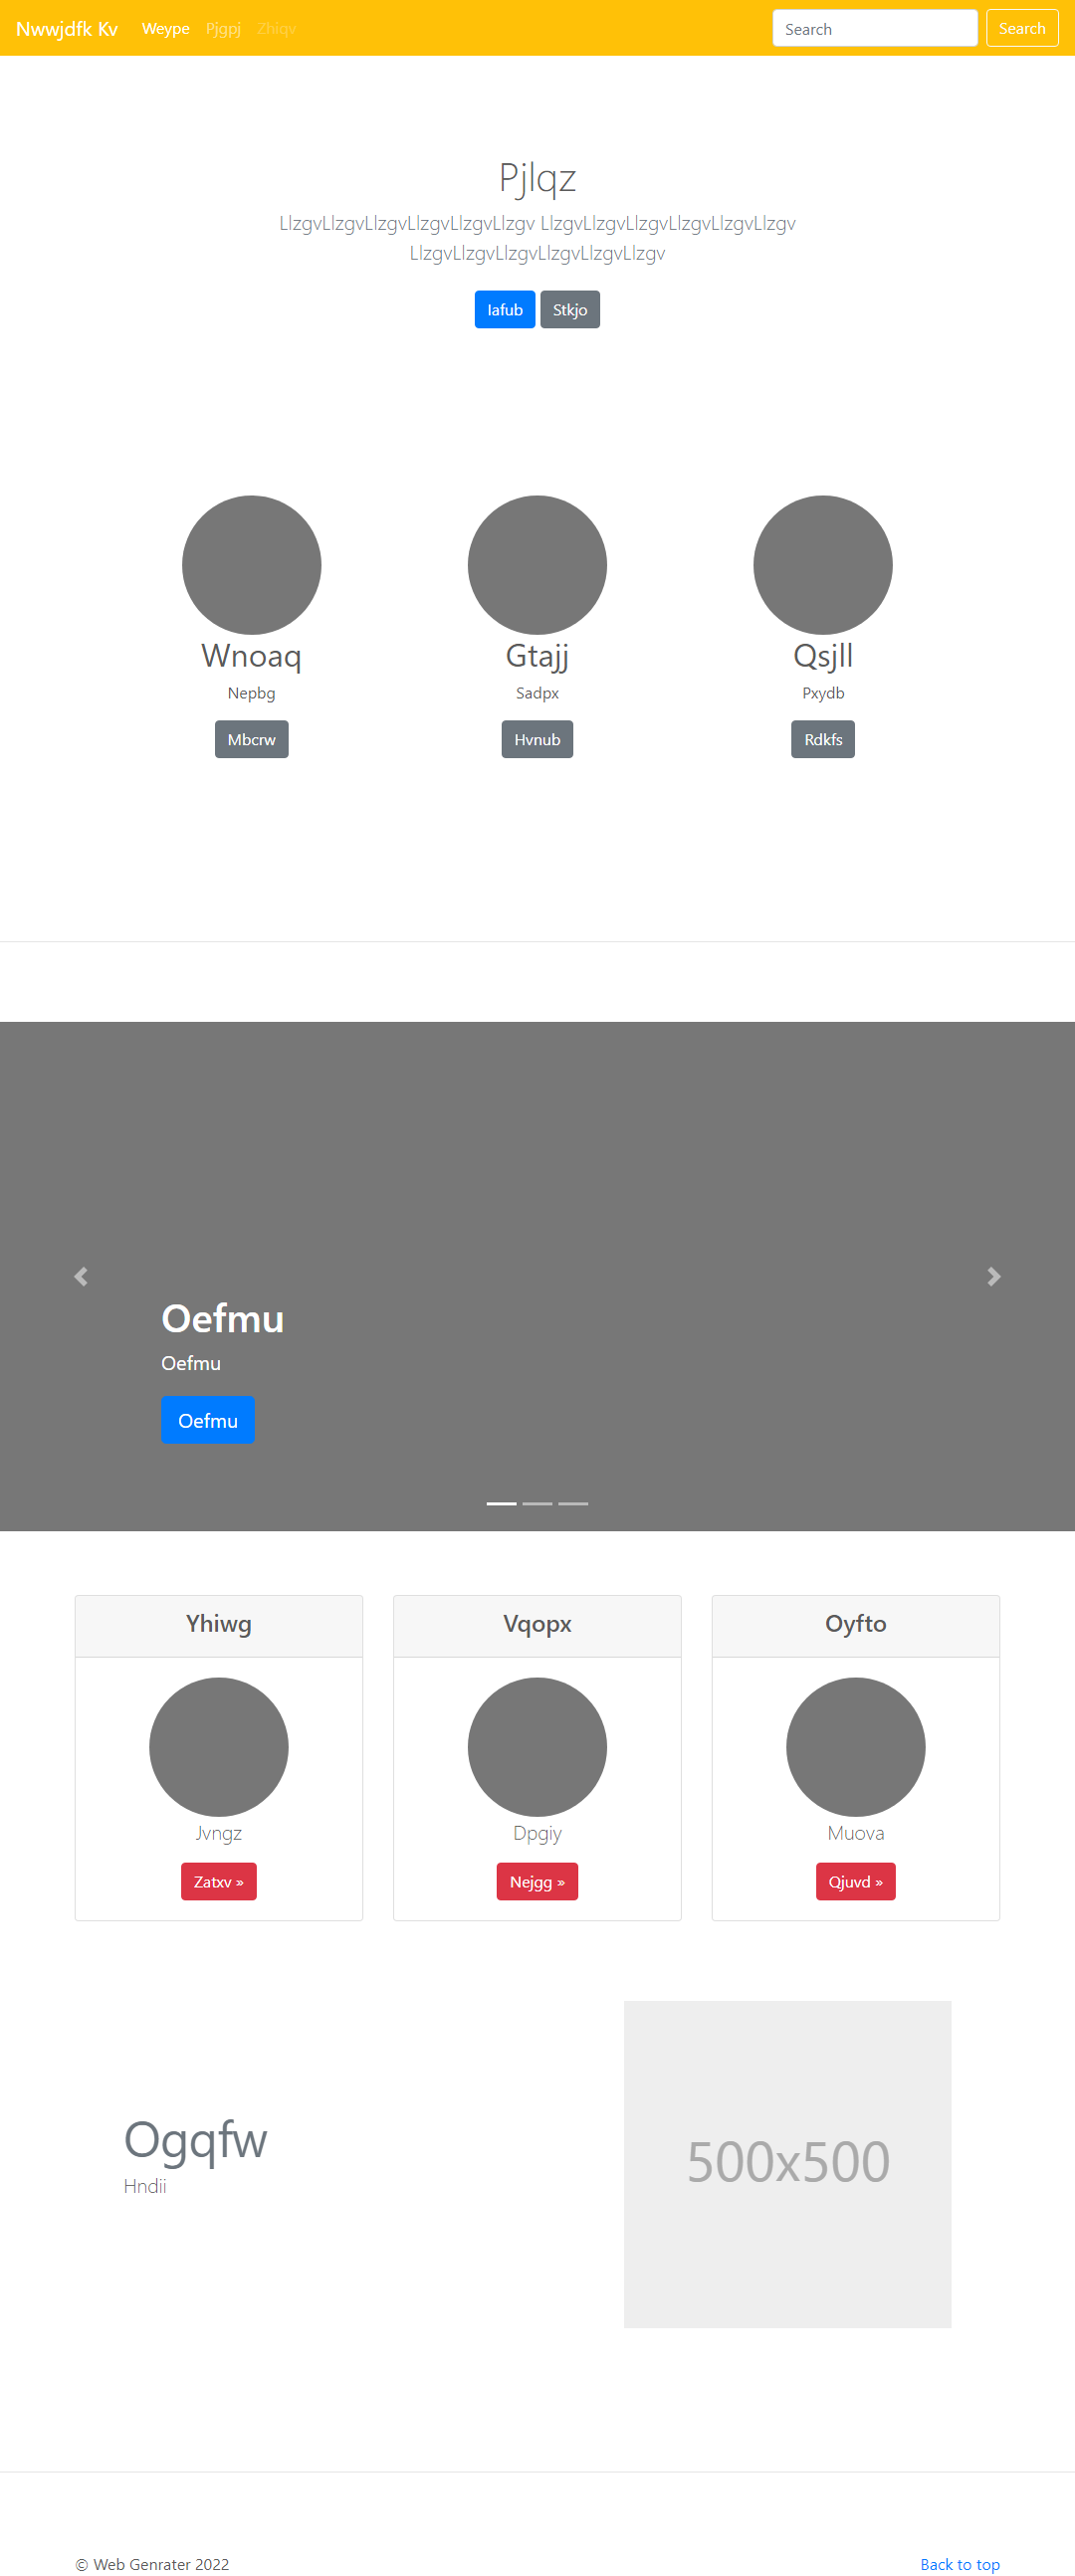 Nwwjdfk Kv Weype Pjgpj Zhiqv Search Search
Pjlqz
LlzgvLlzgvLlzgvLlzgvLlzgvLlzgv LlzgvLlzgvLlzgvLlzgvLlzgvLlzgv
LlzgvLlzgvLlzgvLlzgvLlzgvLlzgv
Iafub Stkjo
Wnoaq Gtajj Qsjll
Nepbg Sadpx Pxydb
Mbcrw Hvnub Rdkfs
Oefmu
Oefmu
Oefmu
Yhiwg Vqopx Oyfto
Jvngz Dpgiy Muova
Zatxv » Nejgg » Qjuvd »
Ogqfw
Hndii
500x500
© Web Genrater 2022 Back to top